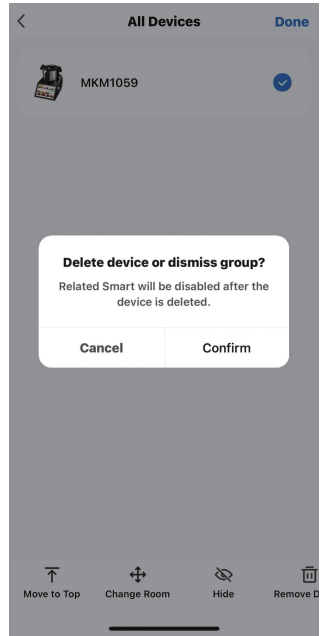 All Devices
Done
MKM1059
Delete device or dismiss group?
Related Smart will be disabled after the
device is deleted.
Cancel
Confirm
Move to Top
Change Room
Hide
Remove D